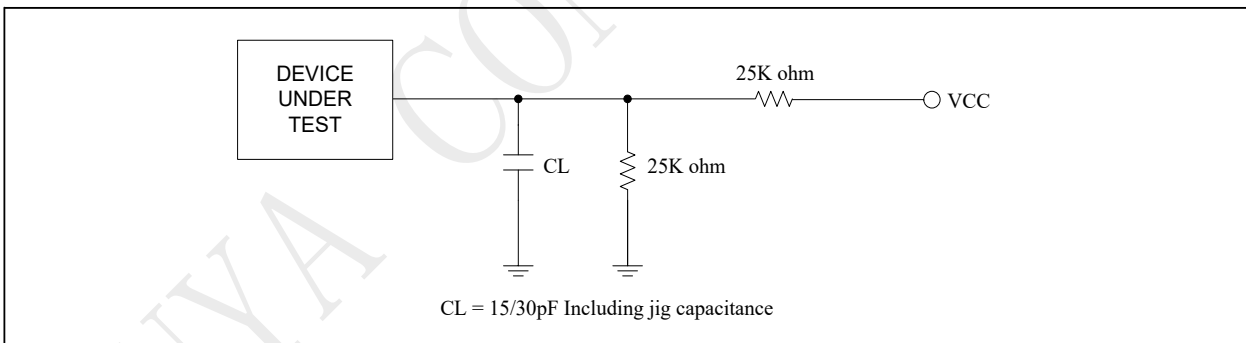 DEVICE
UNDER
TEST
25K ohm
VCC
CL
25K ohm
CL = 15/30pF Including jig capacitance